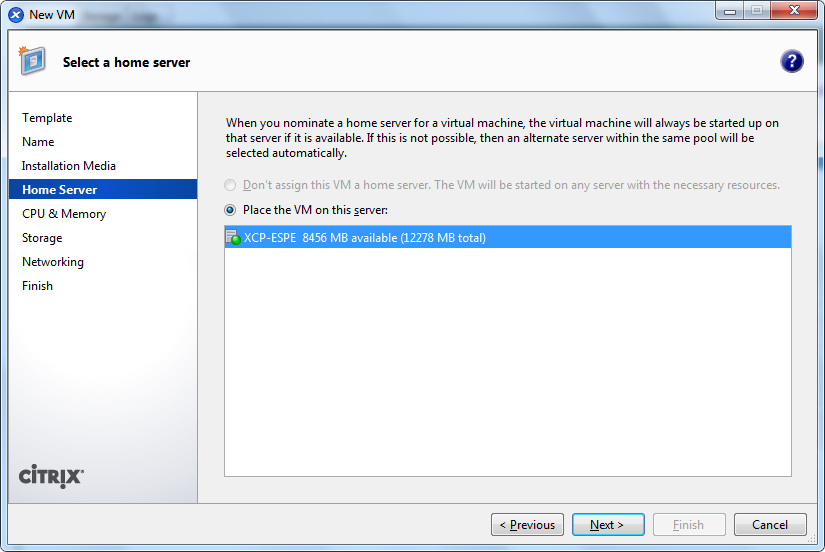 New VM
Select a home server
?
Template
Name
Installation Media
Home Server
CPU & Memory
Storage
Networking
Finish
When you nominate a home server for a virtual machine, the virtual machine will always be started up on
that server if it is available. If this is not possible, then an alternate server within the same pool will be
selected automatically.
Don't assign this VM a home server. The VM will be started on any server with the necessary resources.
Place the VM on this server:
XCP-ESPE 8456 MB available (12278 MB total)
CITRIX
< Previous
Next >
Finish
Cancel